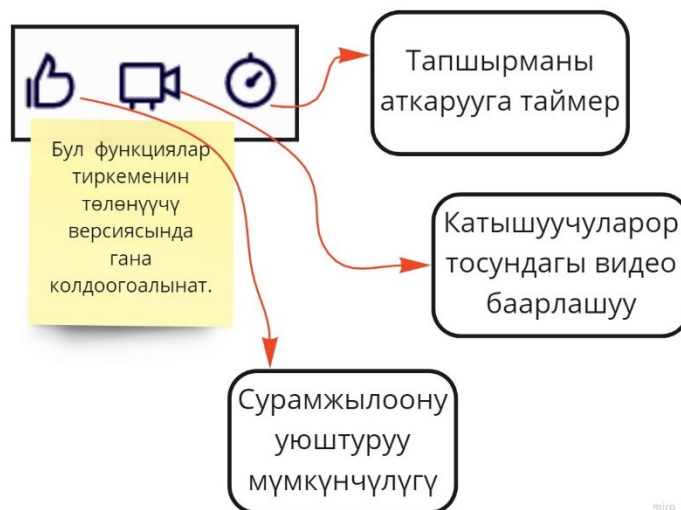 Тапшырманы
аткарууга таймер
Бул функциялар
тиркеменин
төлөнүүчү
версиясында
гана
колдоогоалынат.
Катышуучуларор
тосундагы видео
баарлашуу
Сурамжылоону
уюштуруу
мүмкүнчүлүгү
miro